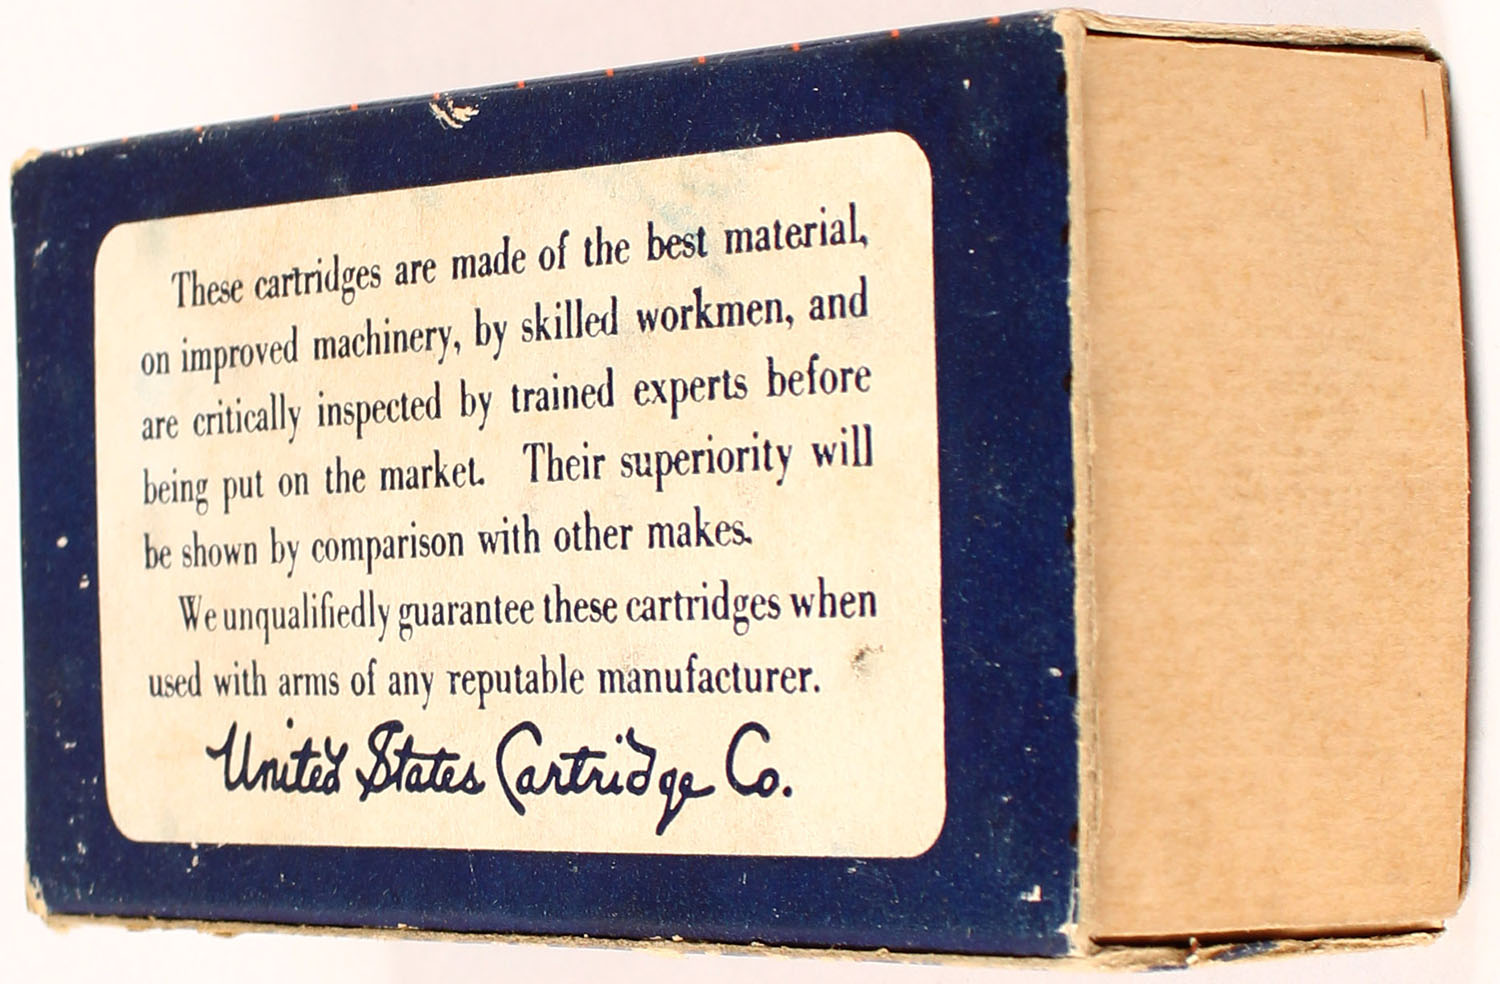 These cartridges are made of the best material,
on improved machinery, by skilled workmen, and
are critically inspected by trained experts before
being put on the market. Their superiority will
be shown by comparison with other makes.
We unqualifiedly guarantee these cartridges when
used with arms of any reputable manufacturer.
United States Cartridge Co.